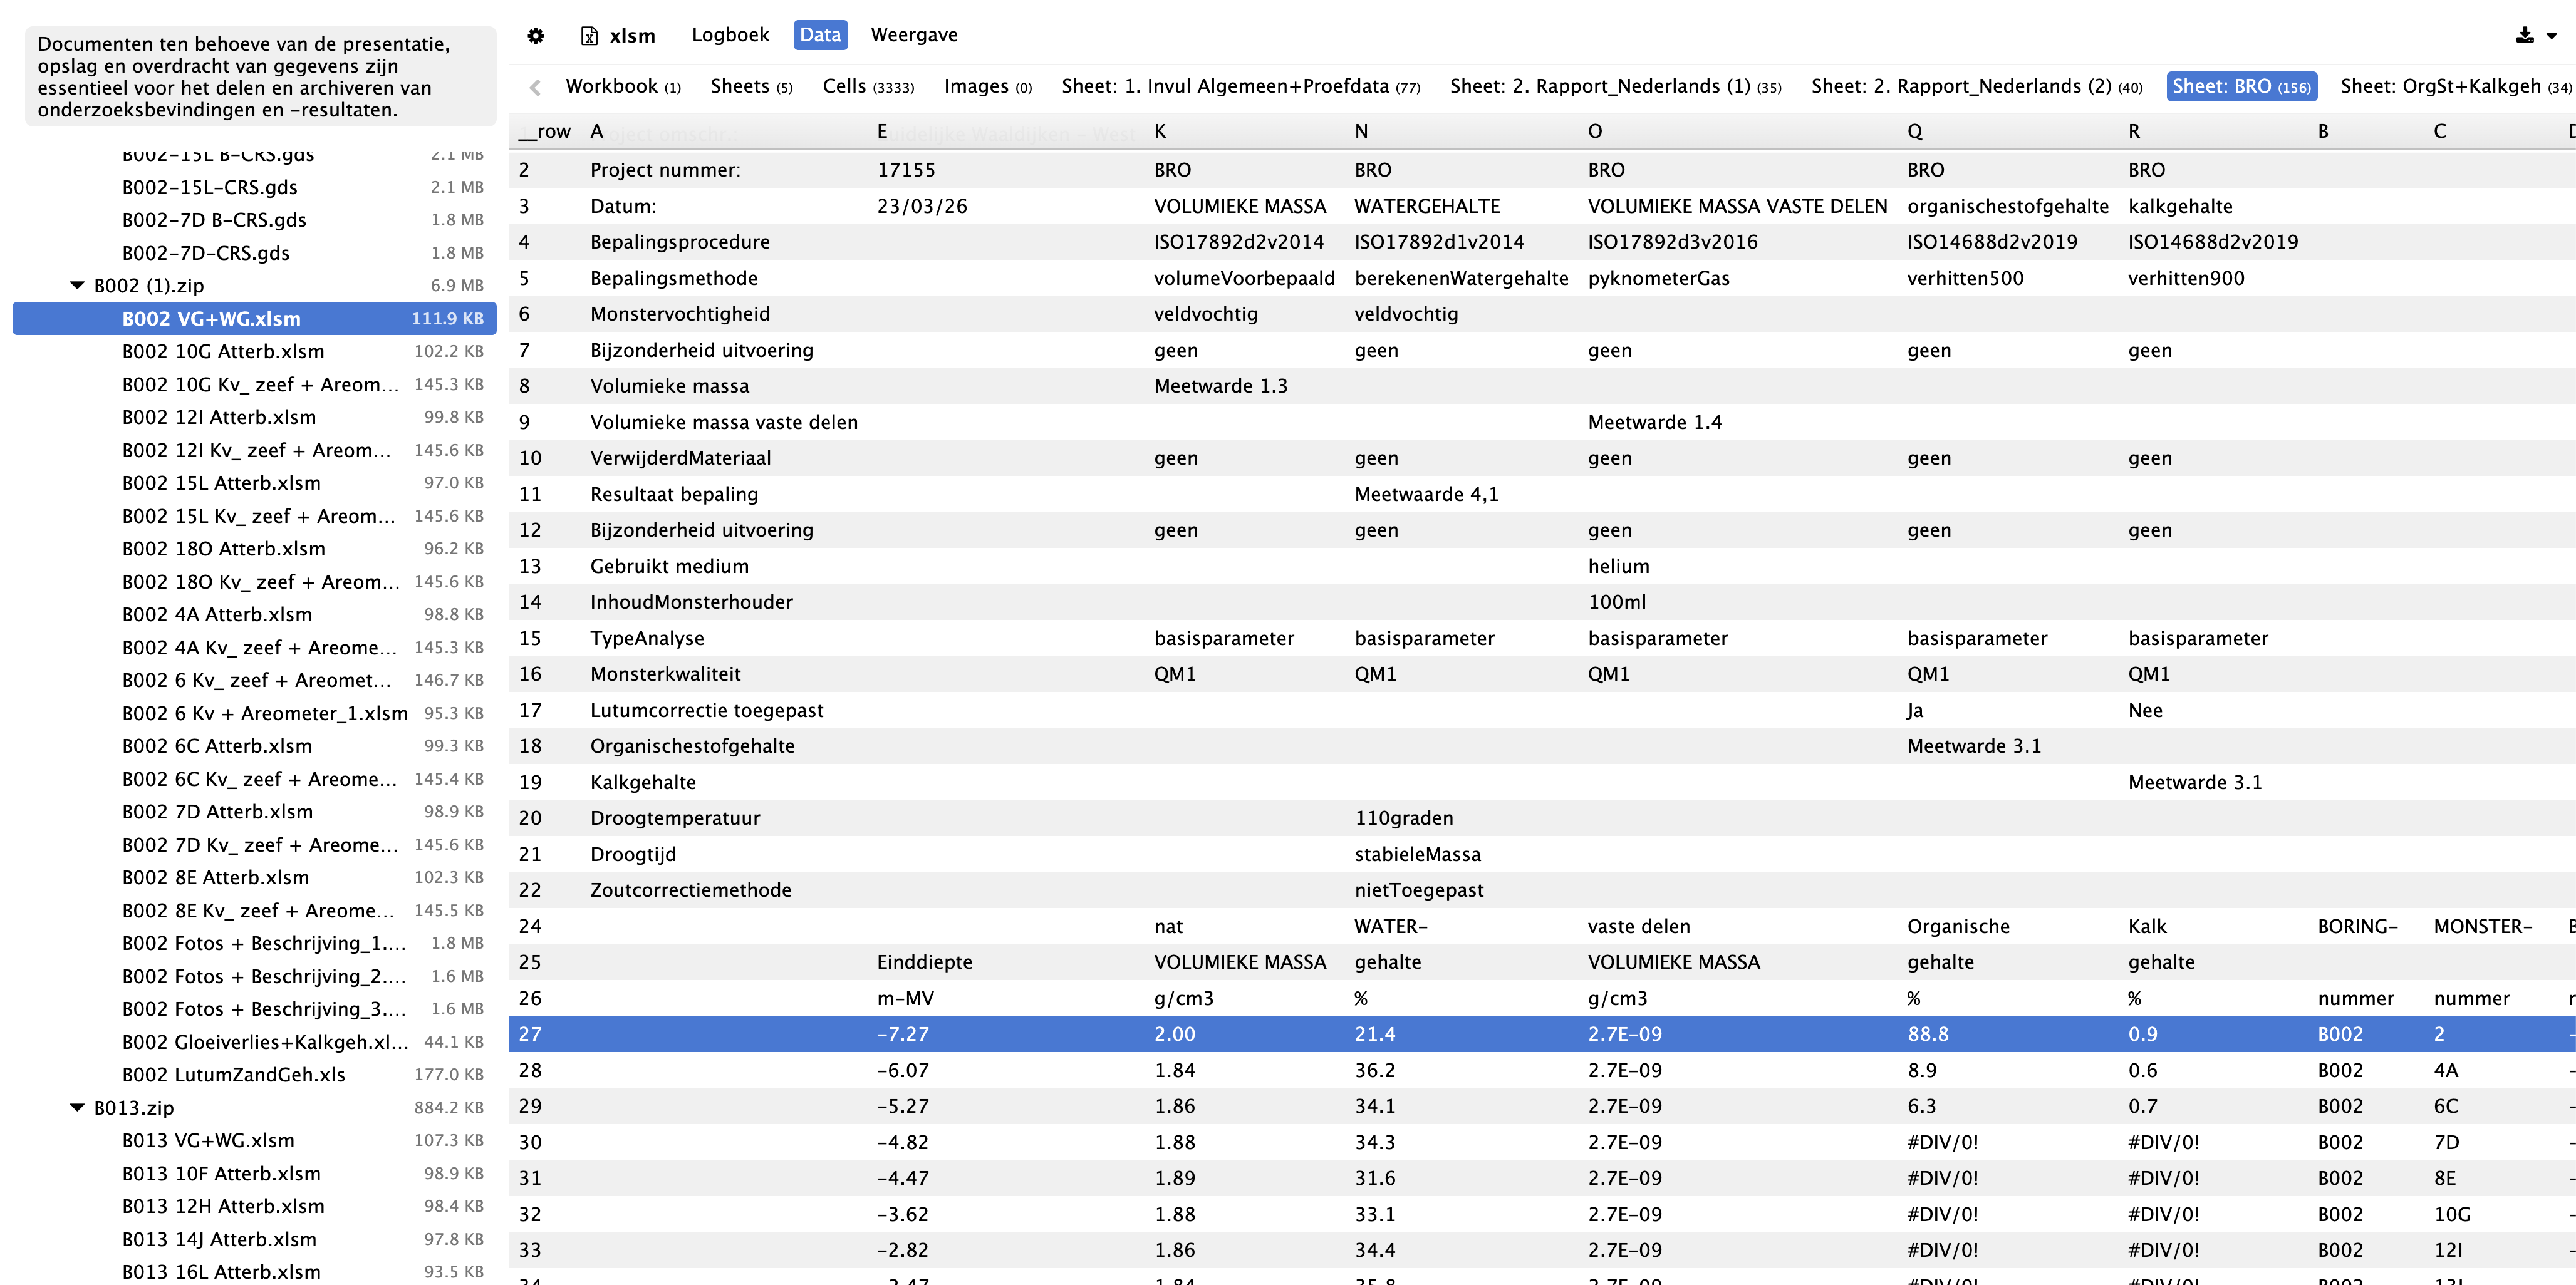 Documenten ten behoeve van de presentatie,
opslag en overdracht van gegevens zijn
essentieel voor het delen en archiveren van
onderzoeksbevindingen en -resultaten.
B002-15L B-CRS.gds 2.1 MB
B002-15L-CRS.gds 2.1 MB
B002-7D B-CRS.gds 1.8 MB
B002-7D-CRS.gds 1.8 MB
B002 (1).zip 6.9 MB
B002 VG+WG.xlsm 111.9 KB
B002 10G Atterb.xlsm 102.2 KB
B002 10G Kv_ zeef + Areom... 145.3 KB
B002 12I Atterb.xlsm 99.8 KB
B002 12I Kv_ zeef + Areom... 145.6 KB
B002 15L Atterb.xlsm 97.0 KB
B002 15L Kv_ zeef + Areom... 145.6 KB
B002 18O Atterb.xlsm 96.2 KB
B002 18O Kv_ zeef + Areom... 145.6 KB
B002 4A Atterb.xlsm 98.8 KB
B002 4A Kv_ zeef + Areome... 145.3 KB
B002 6 Kv_ zeef + Areomet... 146.7 KB
B002 6 Kv + Areometer_1.xlsm 95.3 KB
B002 6C Atterb.xlsm 99.3 KB
B002 6C Kv_ zeef + Areome... 145.4 KB
B002 7D Atterb.xlsm 98.9 KB
B002 7D Kv_ zeef + Areome... 145.6 KB
B002 8E Atterb.xlsm 102.3 KB
B002 8E Kv_ zeef + Areome... 145.5 KB
B002 Fotos + Beschrijving_1.... 1.8 MB
B002 Fotos + Beschrijving_2.... 1.6 MB
B002 Fotos + Beschrijving_3.... 1.6 MB
B002 Gloeiverlies+Kalkgeh.xl... 44.1 KB
B002 LutumZandGeh.xls 177.0 KB
B013.zip 884.2 KB
B013 VG+WG.xlsm 107.3 KB
B013 10F Atterb.xlsm 98.9 KB
B013 12H Atterb.xlsm 98.4 KB
B013 14J Atterb.xlsm 97.8 KB
B013 16L Atterb.xlsm 93.5 KB
xlsm Logboek Data Weergave
Workbook (1) Sheets (5) Cells (3333) Images (0) Sheet: 1. Invul Algemeen+Proefdata (77) Sheet: 2. Rapport_Nederlands (1) (35) Sheet: 2. Rapport_Nederlands (2) (40) Sheet: BRO (156) Sheet: OrgSt+Kalkgeh (34)
__row A E K N O Q R B C
2 Project nummer: 17155 BRO BRO BRO BRO BRO
3 Datum: 23/03/26 VOLUMIEKE MASSA WATERGEHALTE VOLUMIEKE MASSA VASTE DELEN organischestofgehalte kalkgehalte
4 Bepalingsprocedure ISO17892d2v2014 ISO17892d1v2014 ISO17892d3v2016 ISO14688d2v2019 ISO14688d2v2019
5 Bepalingsmethode volumeVoorbepaald berekenenWatergehalte pyknometerGas verhitten500 verhitten900
6 Monstervochtigheid veldvochtig veldvochtig
7 Bijzonderheid uitvoering geen geen geen geen geen
8 Volumieke massa Meetwarde 1.3
9 Volumieke massa vaste delen Meetwarde 1.4
10 VerwijderdMateriaal geen geen geen geen geen
11 Resultaat bepaling Meetwaarde 4,1
12 Bijzonderheid uitvoering geen geen geen geen geen
13 Gebruikt medium helium
14 InhoudMonsterhouder 100ml
15 TypeAnalyse basisparameter basisparameter basisparameter basisparameter basisparameter
16 Monsterkwaliteit QM1 QM1 QM1 QM1 QM1
17 Lutumcorrectie toegepast Ja Nee
18 Organischestofgehalte Meetwarde 3.1
19 Kalkgehalte Meetwarde 3.1
20 Droogtemperatuur 110graden
21 Droogtijd stabieleMassa
22 Zoutcorrectiemethode nietToegepast
24 nat WATER- vaste delen Organische Kalk BORING- MONSTER-
25 Einddiepte VOLUMIEKE MASSA gehalte VOLUMIEKE MASSA gehalte gehalte
26 m-MV g/cm3 % g/cm3 % % nummer nummer
27 -7.27 2.00 21.4 2.7E-09 88.8 0.9 B002 2
28 -6.07 1.84 36.2 2.7E-09 8.9 0.6 B002 4A
29 -5.27 1.86 34.1 2.7E-09 6.3 0.7 B002 6C
30 -4.82 1.88 34.3 2.7E-09 #DIV/0! #DIV/0! B002 7D
31 -4.47 1.89 31.6 2.7E-09 #DIV/0! #DIV/0! B002 8E
32 -3.62 1.88 33.1 2.7E-09 #DIV/0! #DIV/0! B002 10G
33 -2.82 1.86 34.4 2.7E-09 #DIV/0! #DIV/0! B002 12I